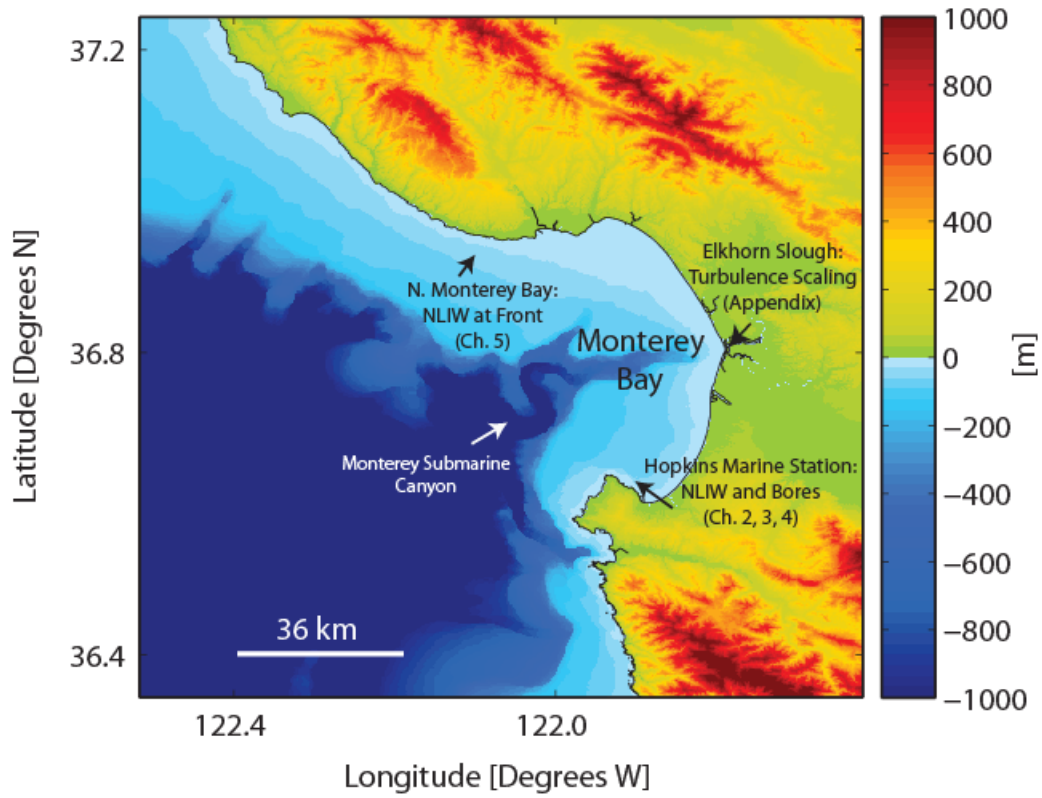 37.2
36.8
36.4
Latitude [Degrees N]
122.4
122.0
Longitude [Degrees W]
N. Monterey Bay:
NLIW at Front
(Ch. 5)
Elkhorn Slough:
Turbulence Scaling
(Appendix)
Monterey
Bay
Monterey Submarine
Canyon
Hopkins Marine Station:
NLIW and Bores
(Ch. 2, 3, 4)
36 km
1000
800
600
400
200
0
−200
−400
−600
−800
−1000
[m]